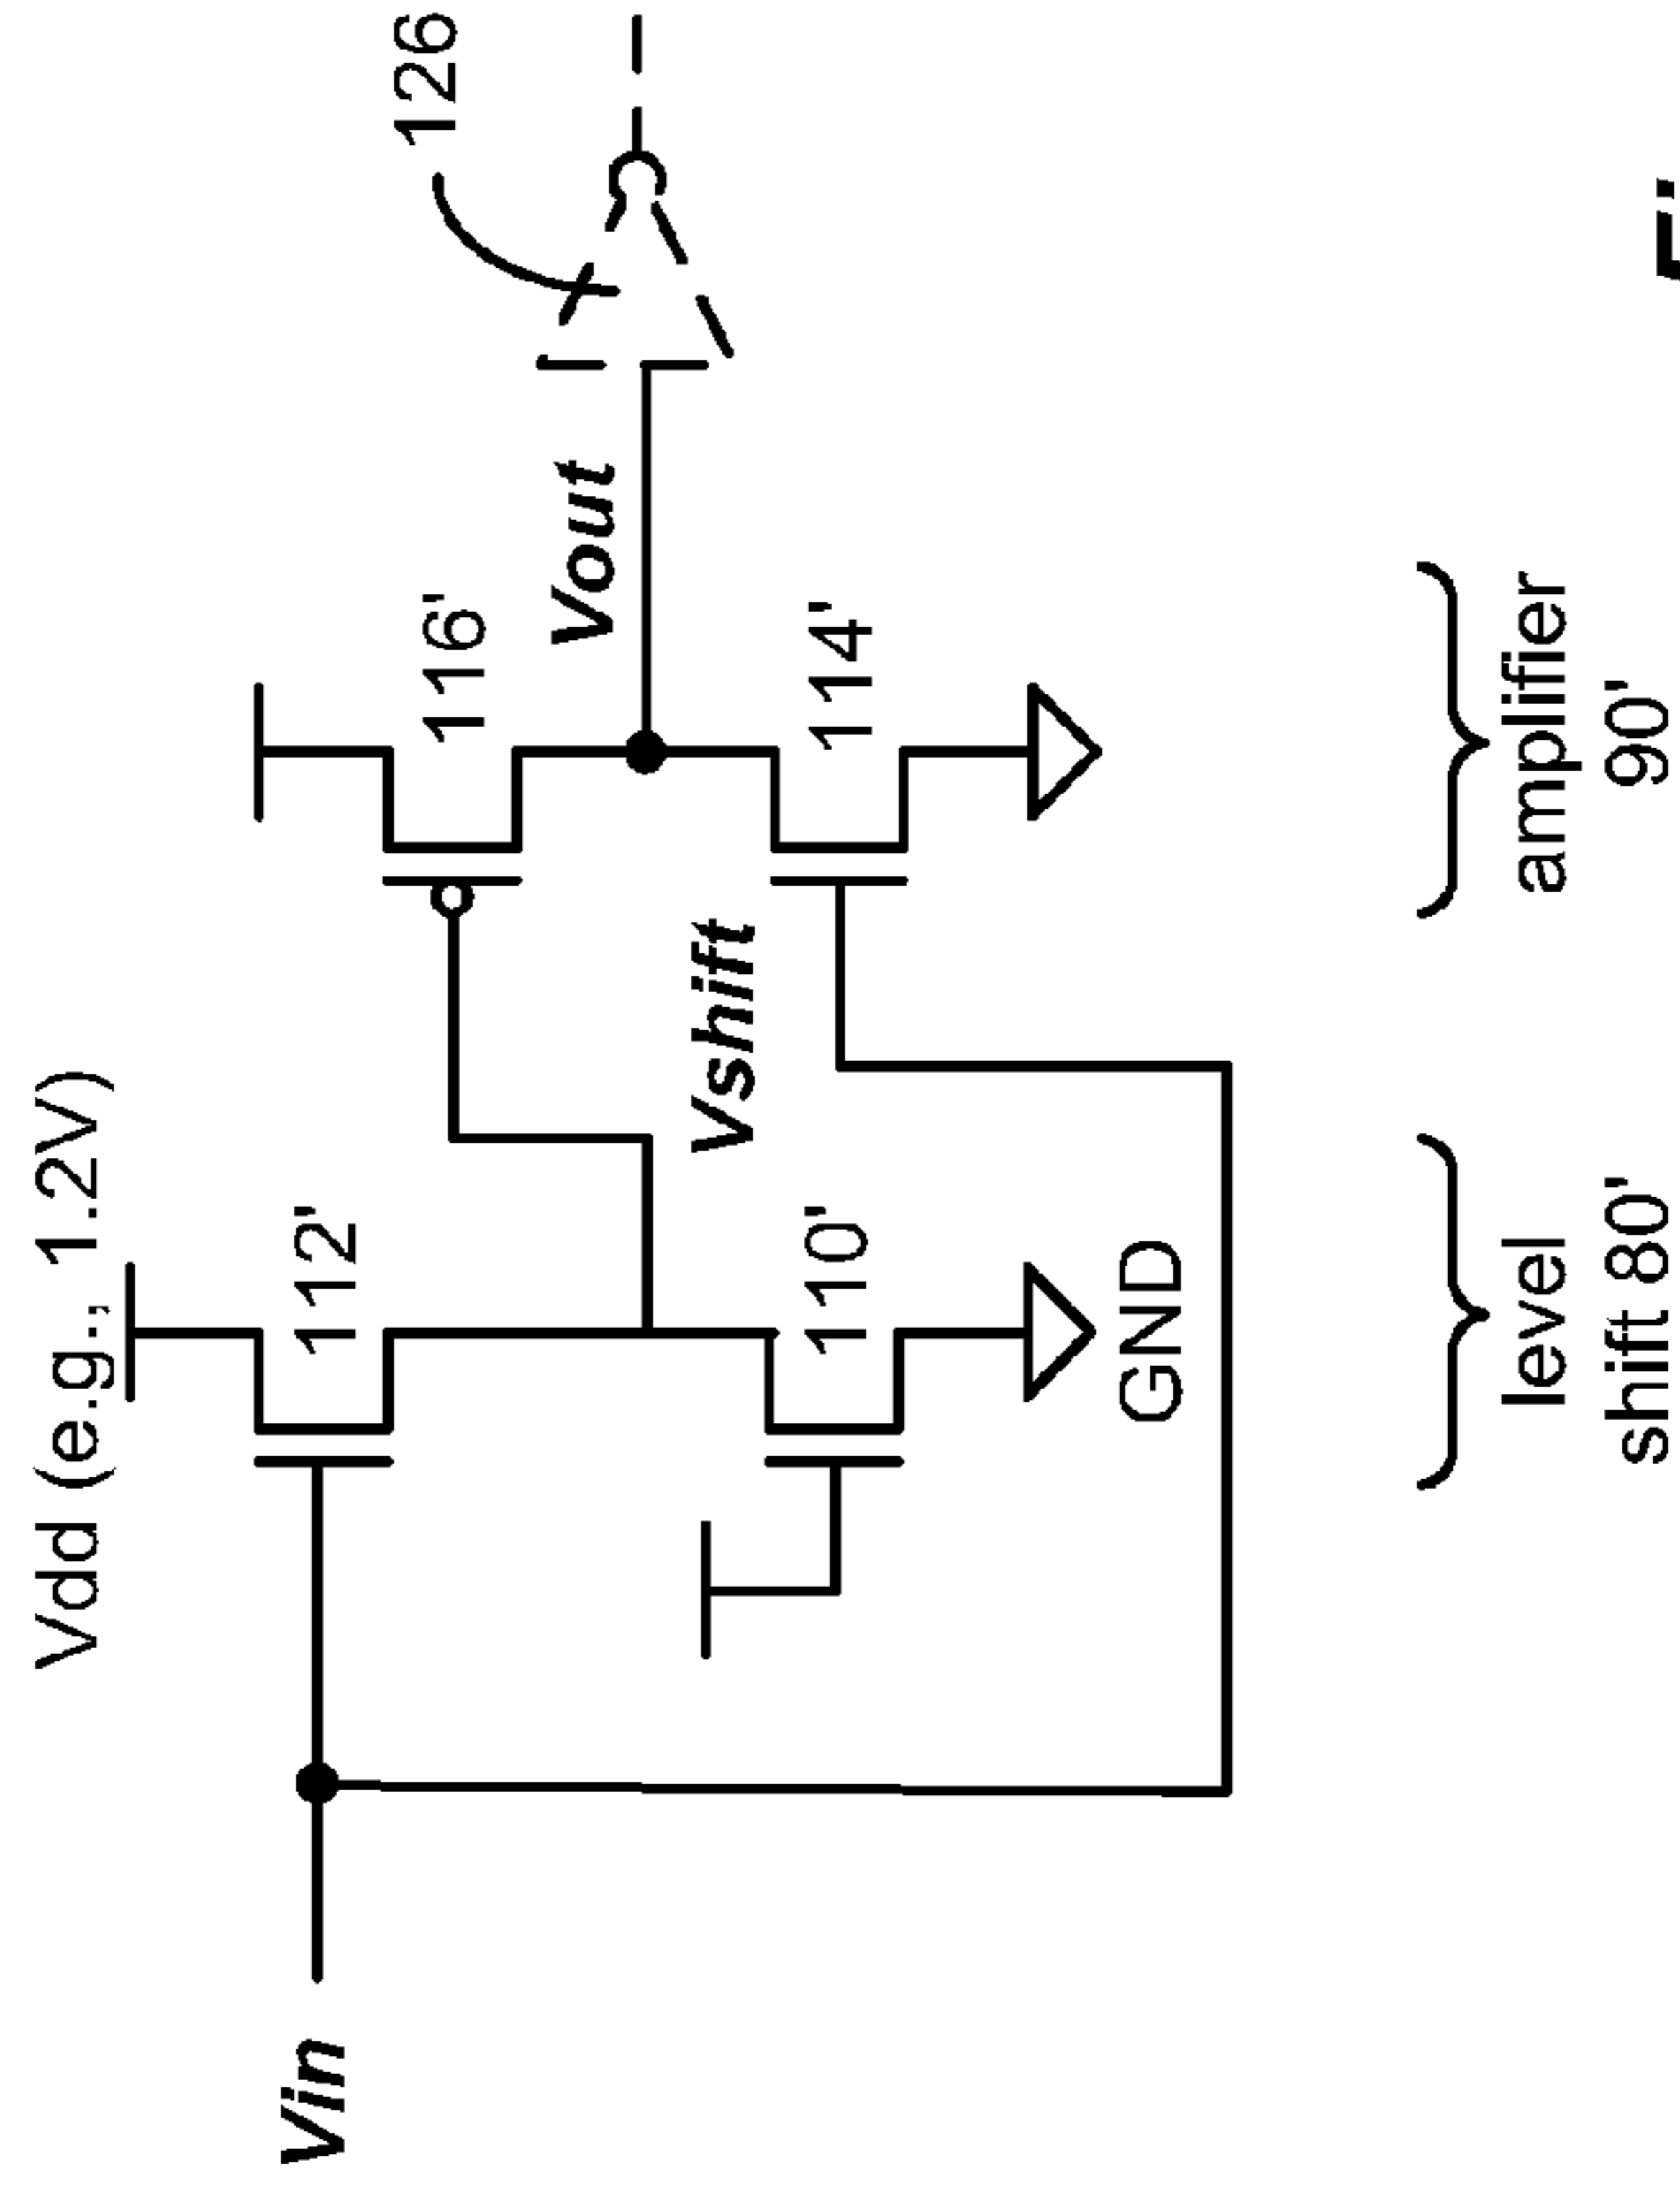 Vdd (e.g., 1.2V)
112'
116'
126
Vin
Vout
Vshift
110'
114'
GND
level
shift 80'
amplifier
90'